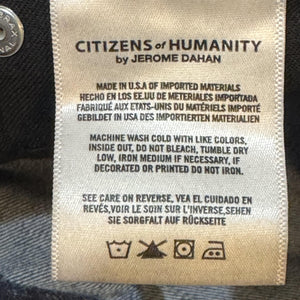 CITIZENS of HUMANITY
by JEROME DAHAN
MADE IN U.S.A OF IMPORTED MATERIALS
HECHO EN LOS EE.UU DE METERIALES IMPORTADA
FABRIQUÉ AUX ETATS-UNIS DU MATÉRIELS IMPORTÉ
GEBILDET IN USA DES IMPORTIERTEN MATERIALIEN
MACHINE WASH COLD WITH LIKE COLORS,
INSIDE OUT, DO NOT BLEACH, TUMBLE DRY
LOW, IRON MEDIUM IF NECESSARY, IF
DECORATED OR PRINTED DO NOT IRON.
SEE CARE ON REVERSE, VEA EL CUIDADO EN
REVÉS,VOIR LE SOIN SUR L'INVERSE,SEHEN
SIE SORGFALT AUF RÜCKSEITE